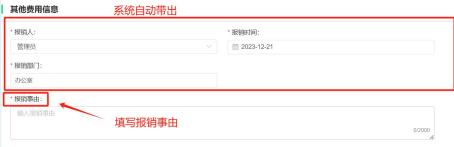 其他费用信息 系统自动带出
* 报销人： * 报销时间：
管理员 2023-12-21
* 报销部门：
办公室
* 报销事由：
输入报销事由
填写报销事由
0/2000